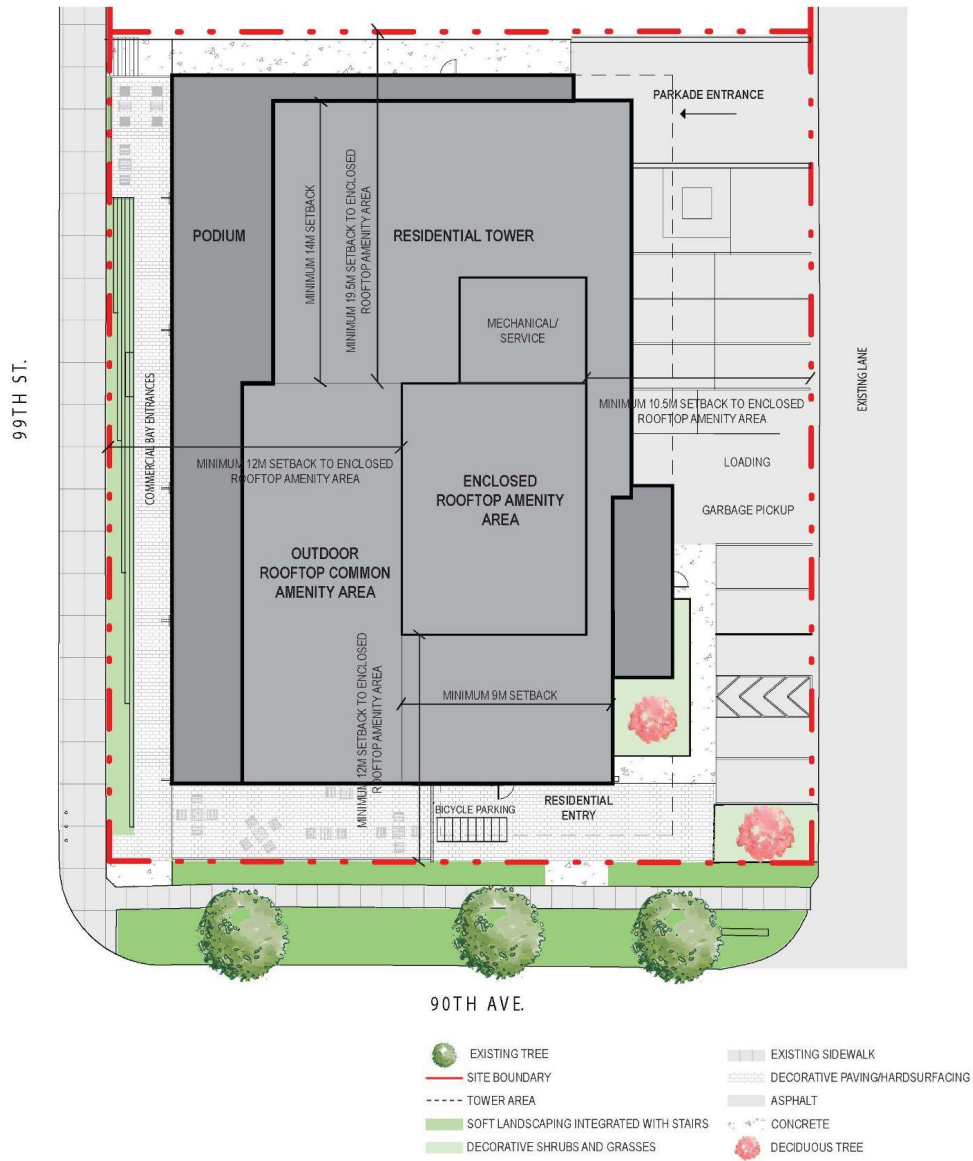 PARKADE ENTRANCE
MINIMUM 14M SETBACK
MINIMUM 19.5M SETBACK TO ENCLOSED
ROOFTOP AMENITY AREA
PODIUM
RESIDENTIAL TOWER
MECHANICAL/
SERVICE
99TH ST.
COMMERCIAL BAY ENTRANCES
EXISTING LANE
MINIMUM 10.5M SETBACK TO ENCLOSED
ROOFTOP AMENITY AREA
MINIMUM 12M SETBACK TO ENCLOSED
ROOFTOP AMENITY AREA
LOADING
ENCLOSED
ROOFTOP AMENITY
AREA
GARBAGE PICKUP
OUTDOOR
ROOFTOP COMMON
AMENITY AREA
MINIMUM 12M SETBACK TO ENCLOSED
ROOFTOP AMENITY AREA
MINIMUM 9M SETBACK
BICYCLE PARKING
RESIDENTIAL
ENTRY
90TH AVE.
EXISTING TREE
SITE BOUNDARY
TOWER AREA
SOFT LANDSCAPING INTEGRATED WITH STAIRS
DECORATIVE SHRUBS AND GRASSES
EXISTING SIDEWALK
DECORATIVE PAVING/HARDSURFACING
ASPHALT
CONCRETE
DECIDUOUS TREE